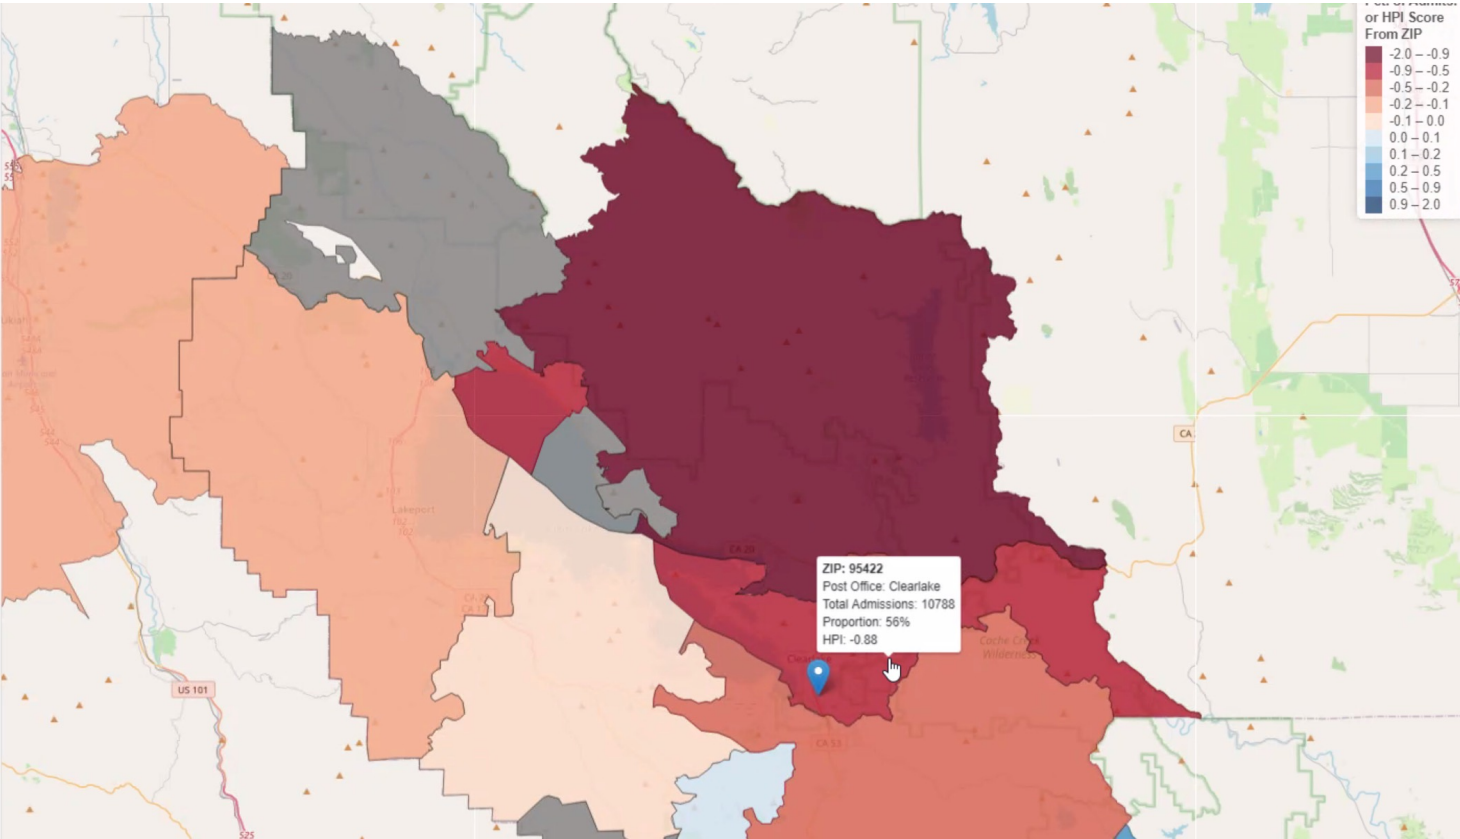 or HPI Score
From ZIP
-2.0 – -0.9
-0.9 – -0.5
-0.5 – -0.2
-0.2 – -0.1
-0.1 – 0.0
0.0 – 0.1
0.1 – 0.2
0.2 – 0.5
0.5 – 0.9
0.9 – 2.0
CA 20
CA
Lakeport
CA 20
ZIP: 95422
Post Office: Clearlake
Total Admissions: 10788
Proportion: 56%
HPI: -0.88
Cache Creek
Wilderness
US 101
CA 53
525